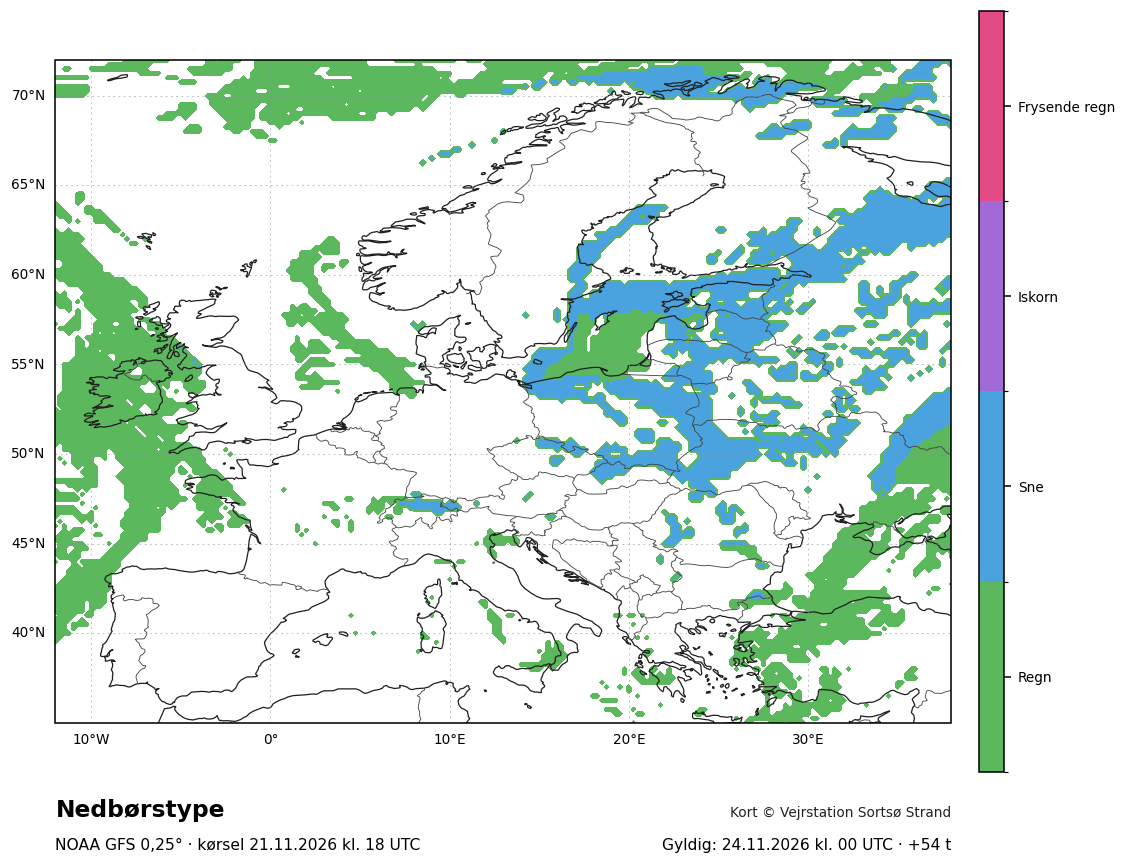 70°N
65°N
60°N
55°N
50°N
45°N
40°N
10°W
0°
10°E
20°E
30°E
Frysende regn
Iskorn
Sne
Regn
Nedbørstype
Kort © Vejrstation Sortsø Strand
NOAA GFS 0,25° · kørsel 21.11.2026 kl. 18 UTC
Gyldig: 24.11.2026 kl. 00 UTC · +54 t